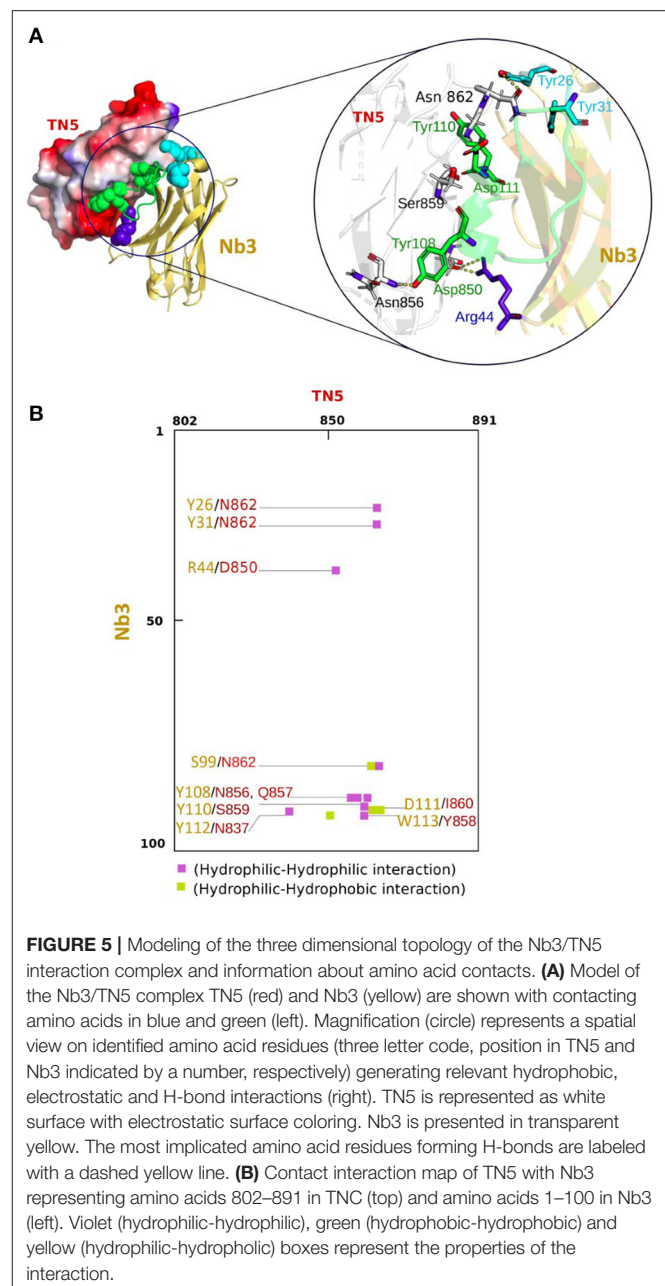 A
TN5
Nb3
TN5
Asn 862
Tyr26
Tyr31
Tyr110
Asp111
Ser859
Nb3
Tyr108
Asp850
Asn856
Arg44
B
TN5
802 850 891
1
Y26/N862
Y31/N862
R44/D850
Nb3
50
S99/N862
Y108/N856, Q857
Y110/S859
D111/I860
W113/Y858
Y112/N837
100
(Hydrophilic-Hydrophilic interaction)
(Hydrophilic-Hydrophobic interaction)
FIGURE 5 | Modeling of the three dimensional topology of the Nb3/TN5
interaction complex and information about amino acid contacts. (A) Model of
the Nb3/TN5 complex TN5 (red) and Nb3 (yellow) are shown with contacting
amino acids in blue and green (left). Magnification (circle) represents a spatial
view on identified amino acid residues (three letter code, position in TN5 and
Nb3 indicated by a number, respectively) generating relevant hydrophobic,
electrostatic and H-bond interactions (right). TN5 is represented as white
surface with electrostatic surface coloring. Nb3 is presented in transparent
yellow. The most implicated amino acid residues forming H-bonds are labeled
with a dashed yellow line. (B) Contact interaction map of TN5 with Nb3
representing amino acids 802–891 in TNC (top) and amino acids 1–100 in Nb3
(left). Violet (hydrophilic-hydrophilic), green (hydrophobic-hydrophobic) and
yellow (hydrophilic-hydropholic) boxes represent the properties of the
interaction.